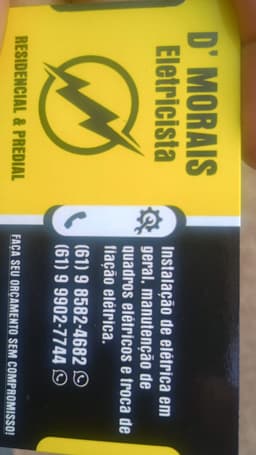 D' MORAIS
Eletricista
RESIDENCIAL & PREDIAL
Instalação de elétrica em
geral, manutenção de
quadros elétricos e troca de
fiação elétrica.
(61) 9 8582-4682
(61) 9 9902-7744
FAÇA SEU ORÇAMENTO SEM COMPROMISSO!